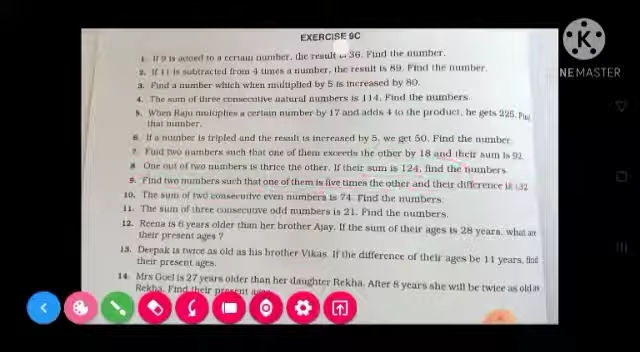 EXERCISE 9C
1. If 9 is added to a certain number, the result is 36. Find the number.
2. If 11 is subtracted from 4 times a number, the result is 89. Find the number.
3. Find a number which when multiplied by 5 is increased by 80.
4. The sum of three consecutive natural numbers is 114. Find the numbers.
5. When Raju multiplies a certain number by 17 and adds 4 to the product, he gets 225. Find
that number.
6. If a number is tripled and the result is increased by 5, we get 50. Find the number
7. Find two numbers such that one of them exceeds the other by 18 and their sum is 92.
8. One out of two numbers is thrice the other. If their sum is 124, find the numbers
9. Find two numbers such that one of them is five times the other and their difference is 132
10. The sum of two consecutive even numbers is 74. Find the numbers.
11. The sum of three consecutive odd numbers is 21. Find the numbers.
12. Reena is 6 years older than her brother Ajay. If the sum of their ages is 28 years, what are
their present ages ?
13. Deepak is twice as old as his brother Vikas. If the difference of their ages be 11 years, find
their present ages.
14. Mrs Goel is 27 years older than her daughter Rekha. After 8 years she will be twice as old as
Rekha. Find their present
K
NEMASTER